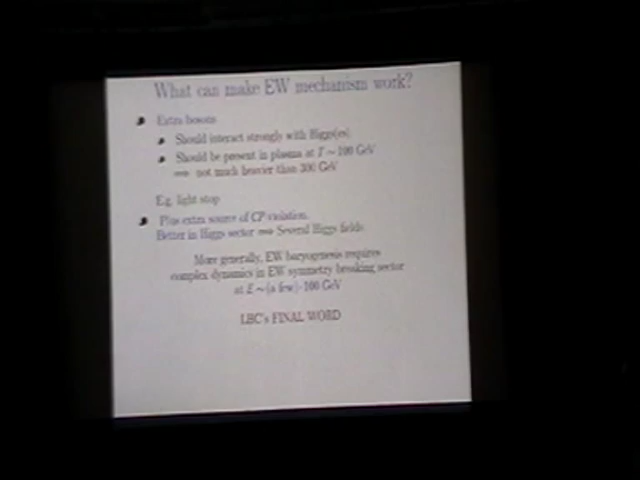 What can make EW mechanism work?
Extra bosons
Should interact strongly with Higgs(es)
Should be present in plasma at T ∼ 100 GeV
⟹ not much heavier than 300 GeV
E.g. light stop
Plus extra source of CP violation.
Better in Higgs sector ⟹ Several Higgs fields
More generally, EW baryogenesis requires
complex dynamics in EW symmetry breaking sector
at E ∼ (a few)·100 GeV
LHC's FINAL WORD